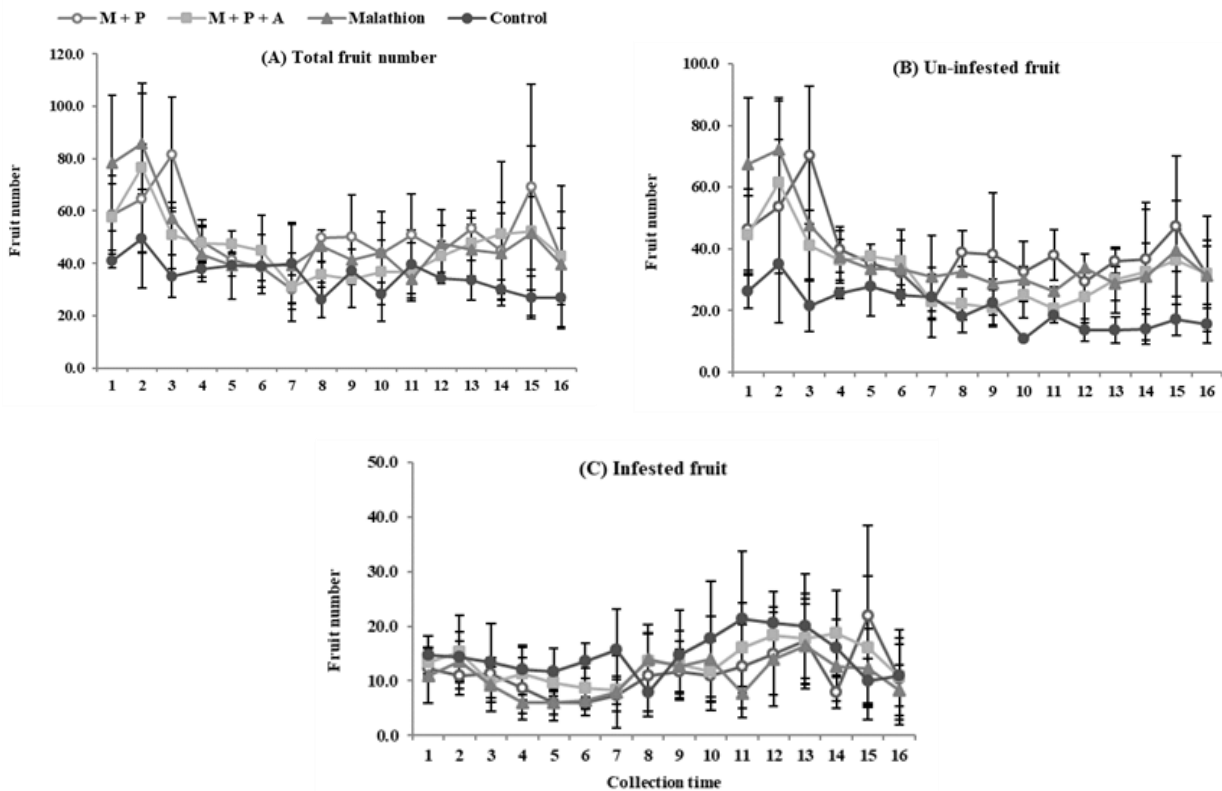 M + P M + P + A Malathion Control
(A) Total fruit number
120.0
100.0
80.0
60.0
40.0
20.0
0.0
Fruit number
1 2 3 4 5 6 7 8 9 10 11 12 13 14 15 16
(B) Un-infested fruit
100.0
80.0
60.0
40.0
20.0
0.0
Fruit number
1 2 3 4 5 6 7 8 9 10 11 12 13 14 15 16
(C) Infested fruit
50.0
40.0
30.0
20.0
10.0
0.0
Fruit number
1 2 3 4 5 6 7 8 9 10 11 12 13 14 15 16
Collection time